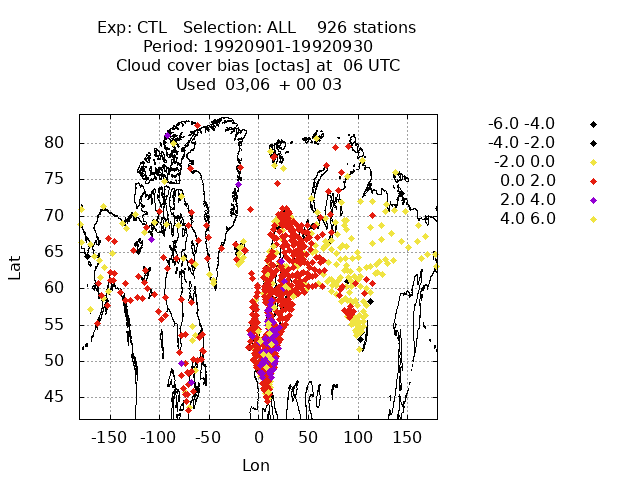 Exp: CTL Selection: ALL 926 stations
Period: 19920901-19920930
Cloud cover bias [octas] at 06 UTC
Used 03,06 + 00 03
-6.0 -4.0
-4.0 -2.0
-2.0 0.0
0.0 2.0
2.0 4.0
4.0 6.0
80
75
70
65
60
55
50
45
Lat
-150 -100 -50 0 50 100 150
Lon